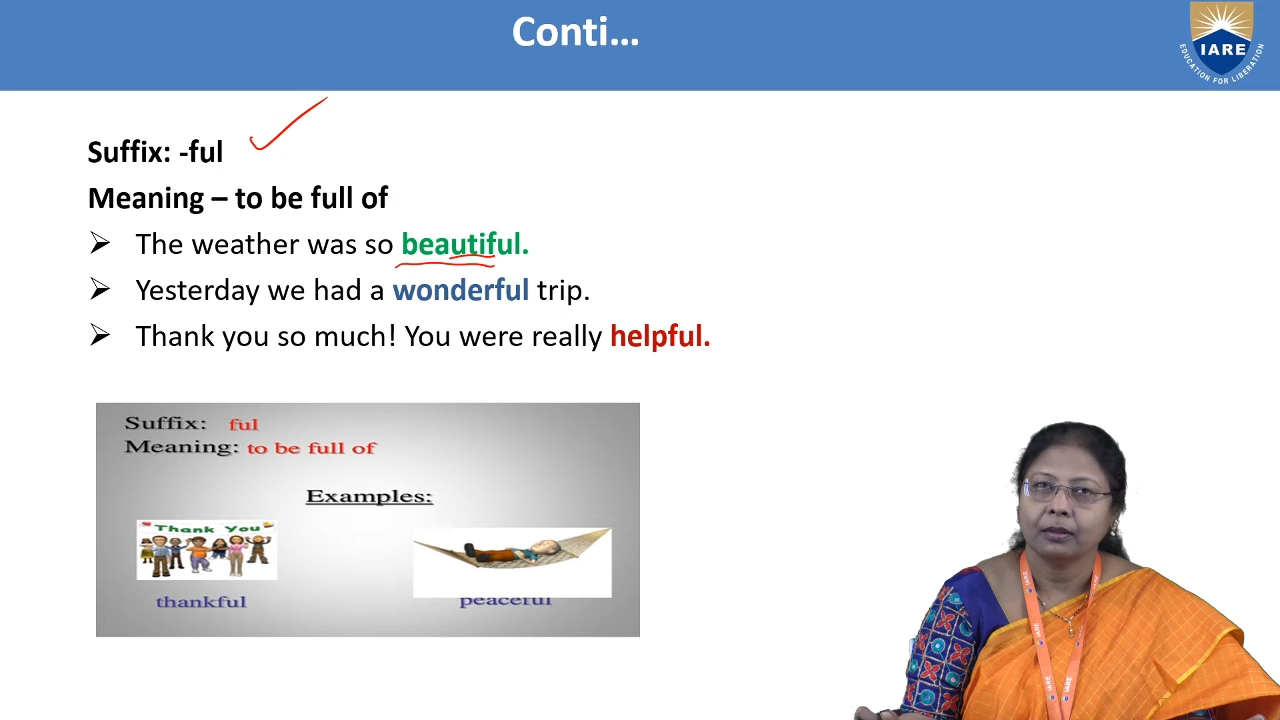 Conti...
IARE
EDUCATION FOR LIBERATION
Suffix: -ful
Meaning – to be full of
➢ The weather was so beautiful.
➢ Yesterday we had a wonderful trip.
➢ Thank you so much! You were really helpful.
Suffix: ful
Meaning: to be full of
Examples:
Thank You
thankful
peaceful
IARE